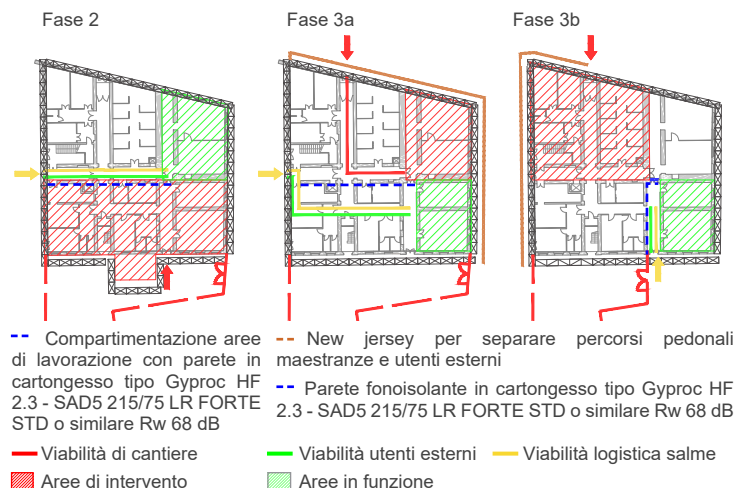 Fase 2
Fase 3a
Fase 3b
Compartimentazione aree
di lavorazione con parete in
cartongesso tipo Gyproc HF
2.3 - SAD5 215/75 LR FORTE
STD o similare Rw 68 dB
New jersey per separare percorsi pedonali
maestranze e utenti esterni
Parete fonoisolante in cartongesso tipo Gyproc HF
2.3 - SAD5 215/75 LR FORTE STD o similare Rw 68 dB
Viabilità di cantiere
Viabilità utenti esterni
Viabilità logistica salme
Aree di intervento
Aree in funzione